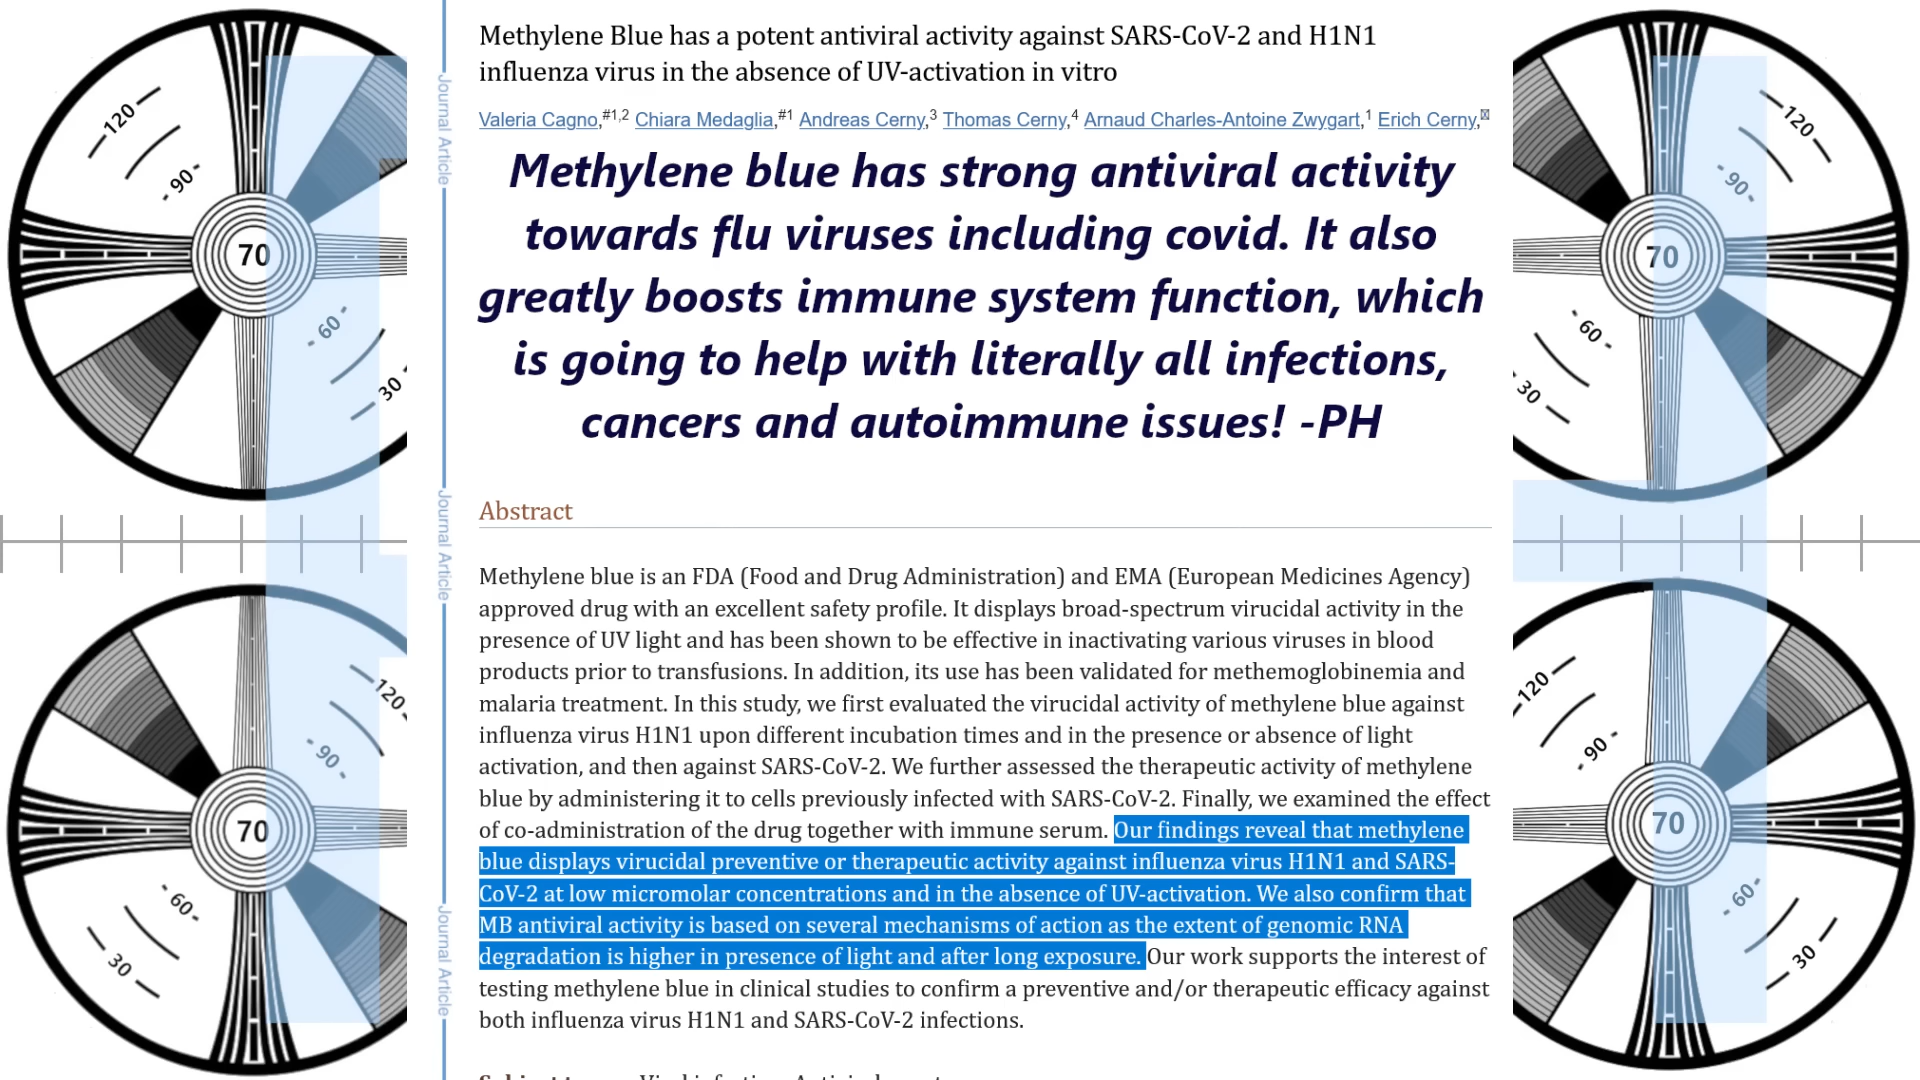 Methylene Blue has a potent antiviral activity against SARS-CoV-2 and H1N1
influenza virus in the absence of UV-activation in vitro
Valeria Cagno,#1,2 Chiara Medaglia,#1 Andreas Cerny,3 Thomas Cerny,4 Arnaud Charles-Antoine Zwygart,1 Erich Cerny,
Methylene blue has strong antiviral activity
towards flu viruses including covid. It also
greatly boosts immune system function, which
is going to help with literally all infections,
cancers and autoimmune issues! -PH
Abstract
Methylene blue is an FDA (Food and Drug Administration) and EMA (European Medicines Agency)
approved drug with an excellent safety profile. It displays broad-spectrum virucidal activity in the
presence of UV light and has been shown to be effective in inactivating various viruses in blood
products prior to transfusions. In addition, its use has been validated for methemoglobinemia and
malaria treatment. In this study, we first evaluated the virucidal activity of methylene blue against
influenza virus H1N1 upon different incubation times and in the presence or absence of light
activation, and then against SARS-CoV-2. We further assessed the therapeutic activity of methylene
blue by administering it to cells previously infected with SARS-CoV-2. Finally, we examined the effect
of co-administration of the drug together with immune serum. Our findings reveal that methylene
blue displays virucidal preventive or therapeutic activity against influenza virus H1N1 and SARS-
CoV-2 at low micromolar concentrations and in the absence of UV-activation. We also confirm that
MB antiviral activity is based on several mechanisms of action as the extent of genomic RNA
degradation is higher in presence of light and after long exposure. Our work supports the interest of
testing methylene blue in clinical studies to confirm a preventive and/or therapeutic efficacy against
both influenza virus H1N1 and SARS-CoV-2 infections.
Journal Article
Journal Article
Journal Article
120
- 90 -
70
- 60 -
30
120
- 90 -
70
- 60 -
30
120
- 90 -
70
- 60 -
30
120
- 90 -
70
- 60 -
30